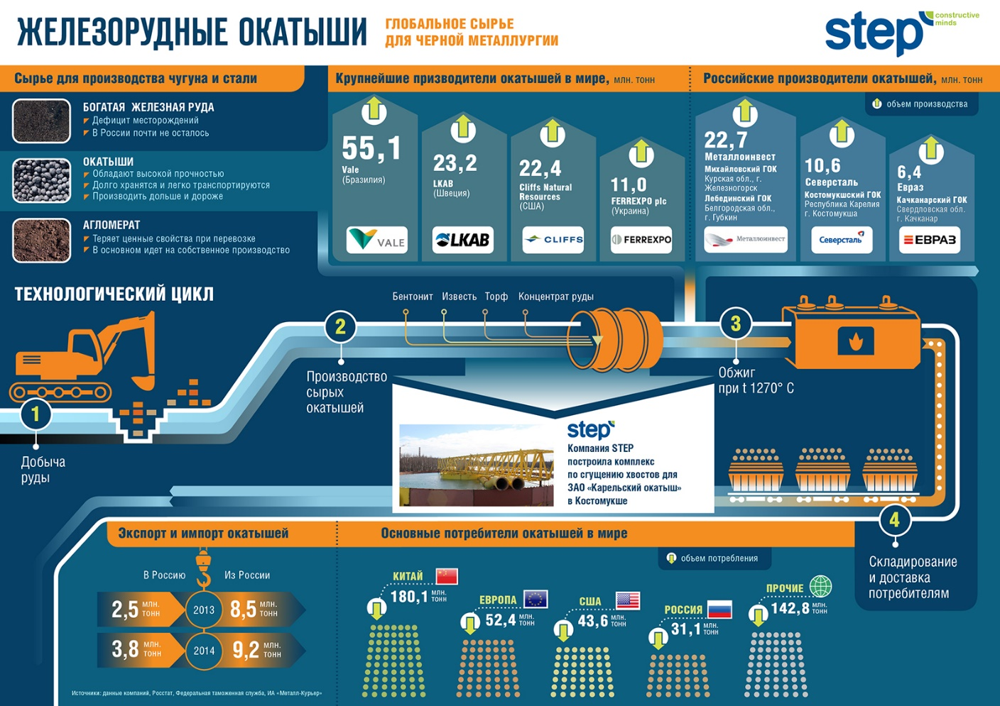 ЖЕЛЕЗОРУДНЫЕ ОКАТЫШИ
ГЛОБАЛЬНОЕ СЫРЬЕ
ДЛЯ ЧЕРНОЙ МЕТАЛЛУРГИИ
step
constructive
minds
Сырье для производства чугуна и стали
БОГАТАЯ ЖЕЛЕЗНАЯ РУДА
Дефицит месторождений
В России почти не осталось
ОКАТЫШИ
Обладают высокой прочностью
Долго хранятся и легко транспортируются
Производить дольше и дороже
АГЛОМЕРАТ
Теряет ценные свойства при перевозке
В основном идет на собственное производство
Крупнейшие призводители окатышей в мире, млн. тонн
55,1
Vale
(Бразилия)
VALE
23,2
LKAB
(Швеция)
LKAB
22,4
Cliffs Natural
Resources
(США)
CLIFFS
11,0
FERREXPO plc
(Украина)
FERREXPO
Российские производители окатышей, млн. тонн
объем производства
22,7
Металлоинвест
Михайловский ГОК
Курская обл., г.
Железногорск
Лебединский ГОК
Белгородская обл.,
г. Губкин
Металлоинвест
10,6
Северсталь
Костомукшский ГОК
Республика Карелия
г. Костомукша
Северсталь
6,4
Евраз
Качканарский ГОК
Свердловская обл.
г. Качканар
ЕВРАЗ
ТЕХНОЛОГИЧЕСКИЙ ЦИКЛ
1
Добыча
руды
2
Производство
сырых
окатышей
Бентонит Известь Торф Концентрат руды
3
Обжиг
при t 1270° C
step
Компания STEP
построила комплекс
по сгущению хвостов для
ЗАО «Карельский окатыш»
в Костомукше
4
Складирование
и доставка
потребителям
Экспорт и импорт окатышей
В Россию Из России
2,5 млн. тонн 2013 8,5 млн. тонн
3,8 млн. тонн 2014 9,2 млн. тонн
Источники: данные компаний, Росстат, Федеральная таможенная служба, ИА «Металл-Курьер»
Основные потребители окатышей в мире
объем потребления
КИТАЙ
180,1 млн. тонн
ЕВРОПА
52,4 млн. тонн
США
43,6 млн. тонн
РОССИЯ
31,1 млн. тонн
ПРОЧИЕ
142,8 млн. тонн